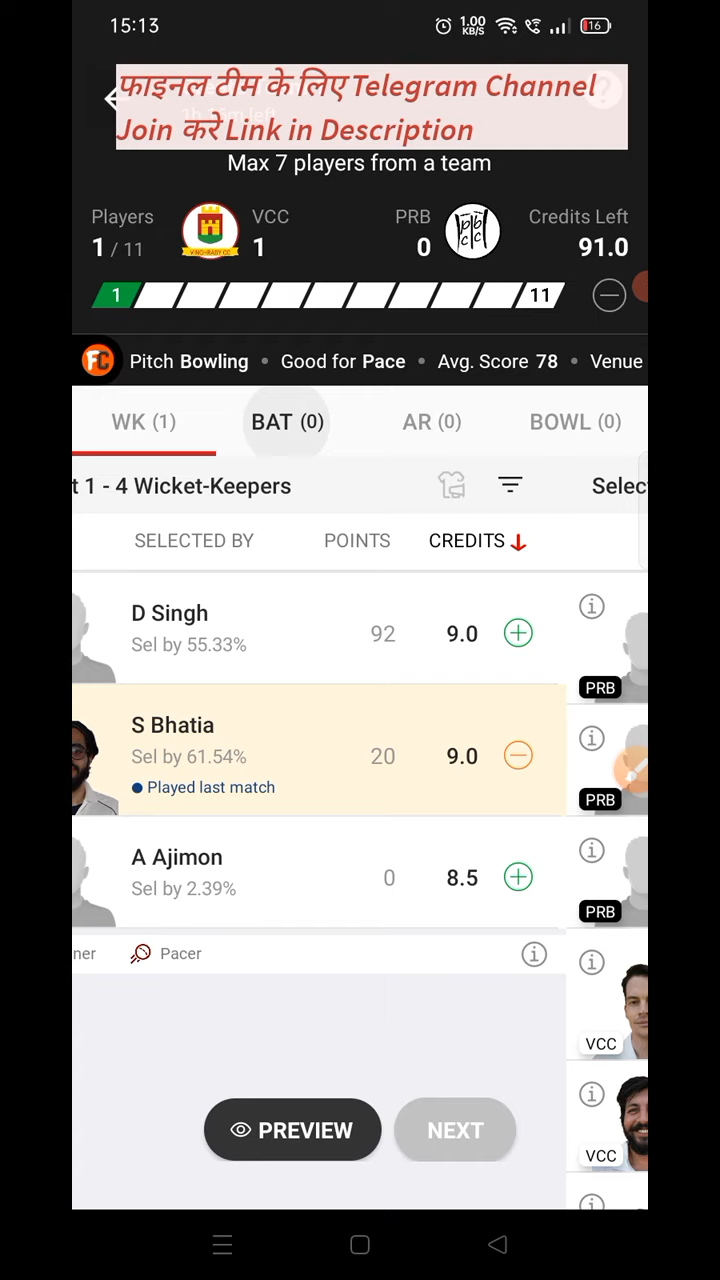 15:13
1.00 KB/S
16
फाइनल टीम के लिए Telegram Channel
Join करें Link in Description
Max 7 players from a team
Players
VCC
PRB
Credits Left
1 / 11
1
0
91.0
1
11
FC Pitch Bowling • Good for Pace • Avg. Score 78 • Venue
WK (1)
BAT (0)
AR (0)
BOWL (0)
t 1 - 4 Wicket-Keepers
Selec
SELECTED BY
POINTS
CREDITS
D Singh
Sel by 55.33%
92
9.0
PRB
S Bhatia
Sel by 61.54%
20
9.0
Played last match
PRB
A Ajimon
Sel by 2.39%
0
8.5
PRB
ner
Pacer
VCC
PREVIEW
NEXT
VCC